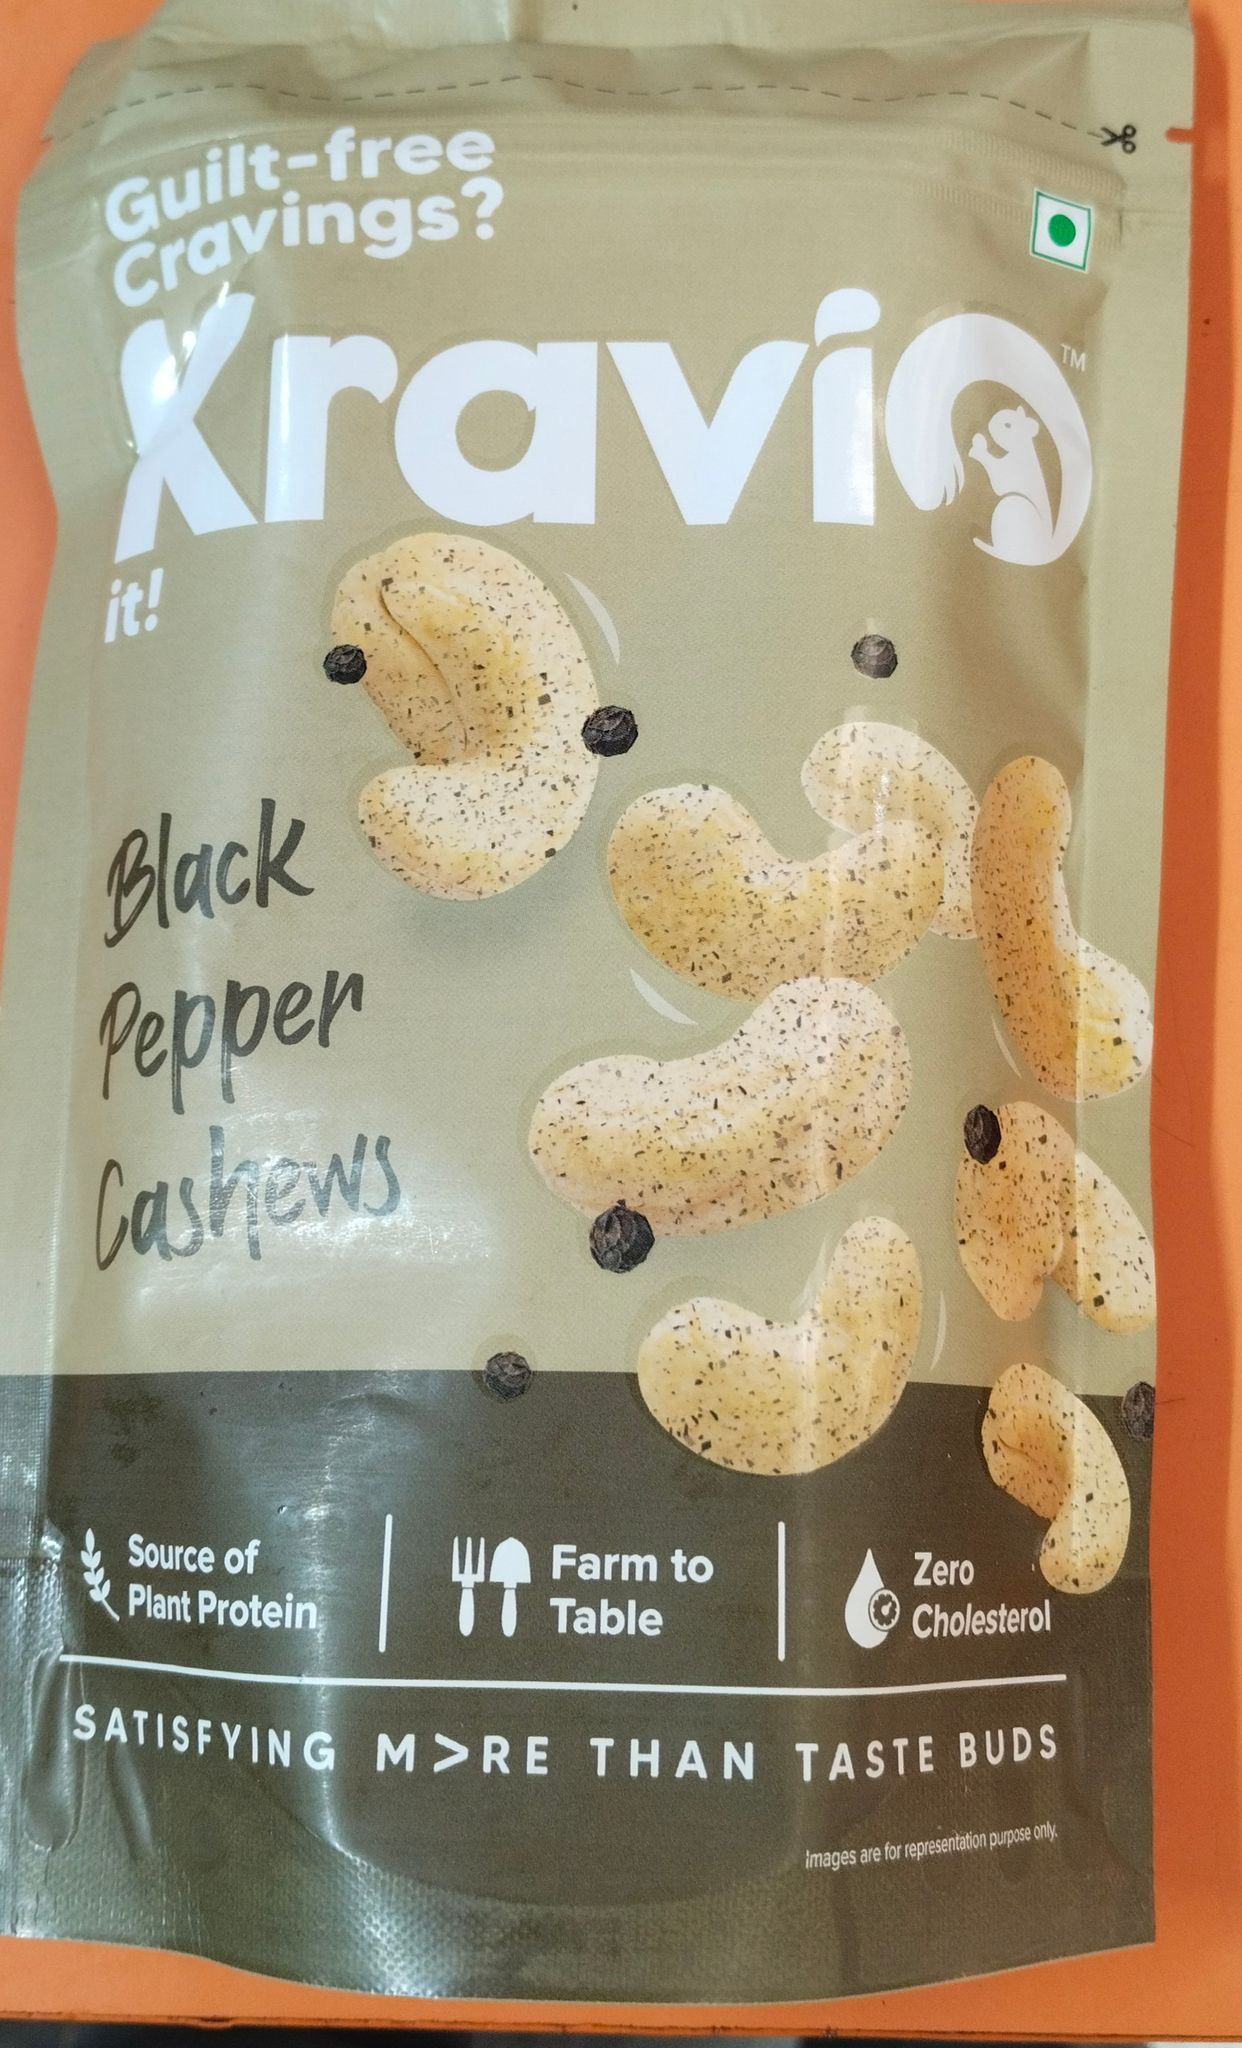 Guilt-free
Cravings?
Kravio
TM
it!
Black
Pepper
Cashews
Source of
Plant Protein
Farm to
Table
Zero
Cholesterol
SATISFYING M>RE THAN TASTE BUDS
Images are for representation purpose only.